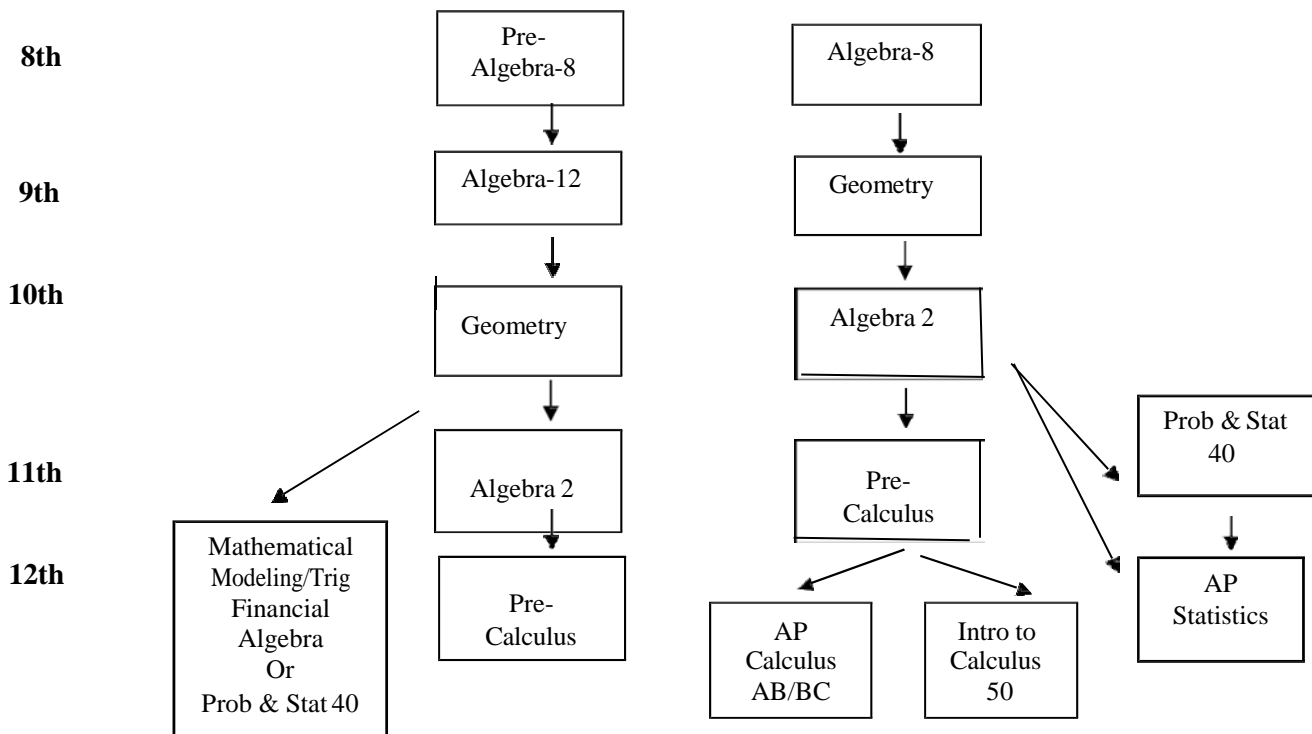 8th
Pre-
Algebra-8
Algebra-8
9th
Algebra-12
Geometry
10th
Geometry
Algebra 2
11th
Algebra 2
Pre-
Calculus
Prob & Stat
40
12th
Mathematical
Modeling/Trig
Financial
Algebra
Or
Prob & Stat 40
Pre-
Calculus
AP
Calculus
AB/BC
Intro to
Calculus
50
AP
Statistics